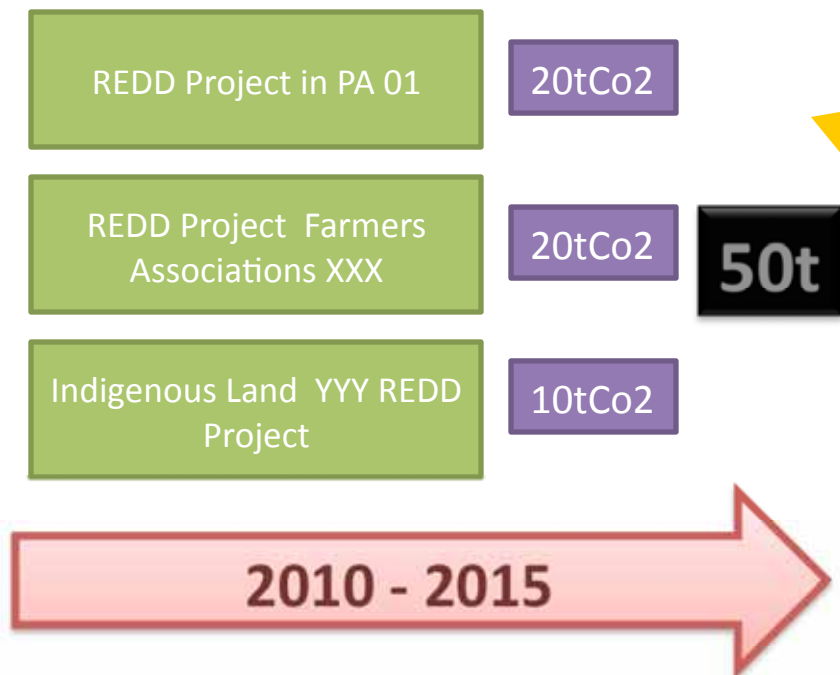 REDD Project in PA 01
20tCo2
REDD Project Farmers
Associations XXX
20tCo2
50t
Indigenous Land YYY REDD
Project
10tCo2
2010 - 2015